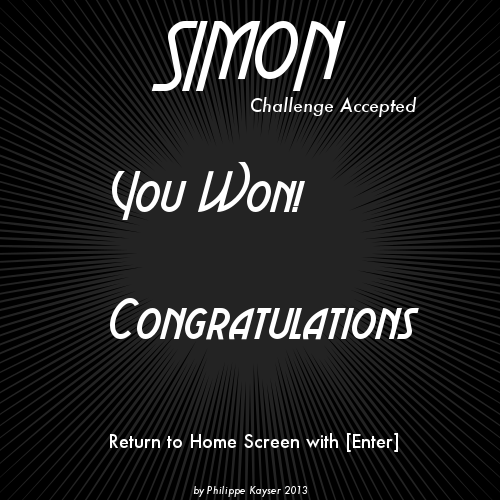 SIMON
Challenge Accepted
You Won!
Congratulations
Return to Home Screen with [Enter]
by Philippe Kayser 2013